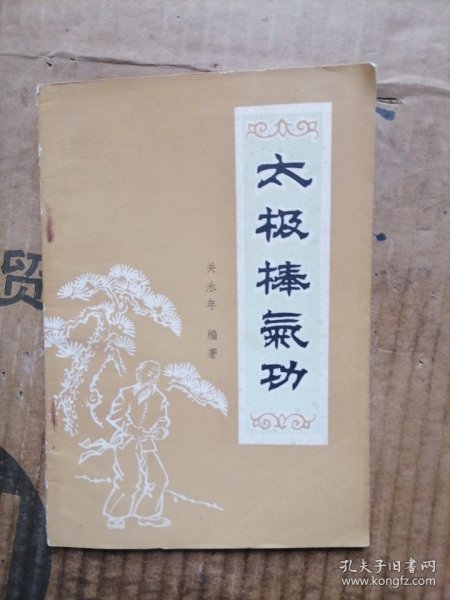 太极棒氣功
关永年 编著
贸
孔夫子旧书网
www.kongfz.com